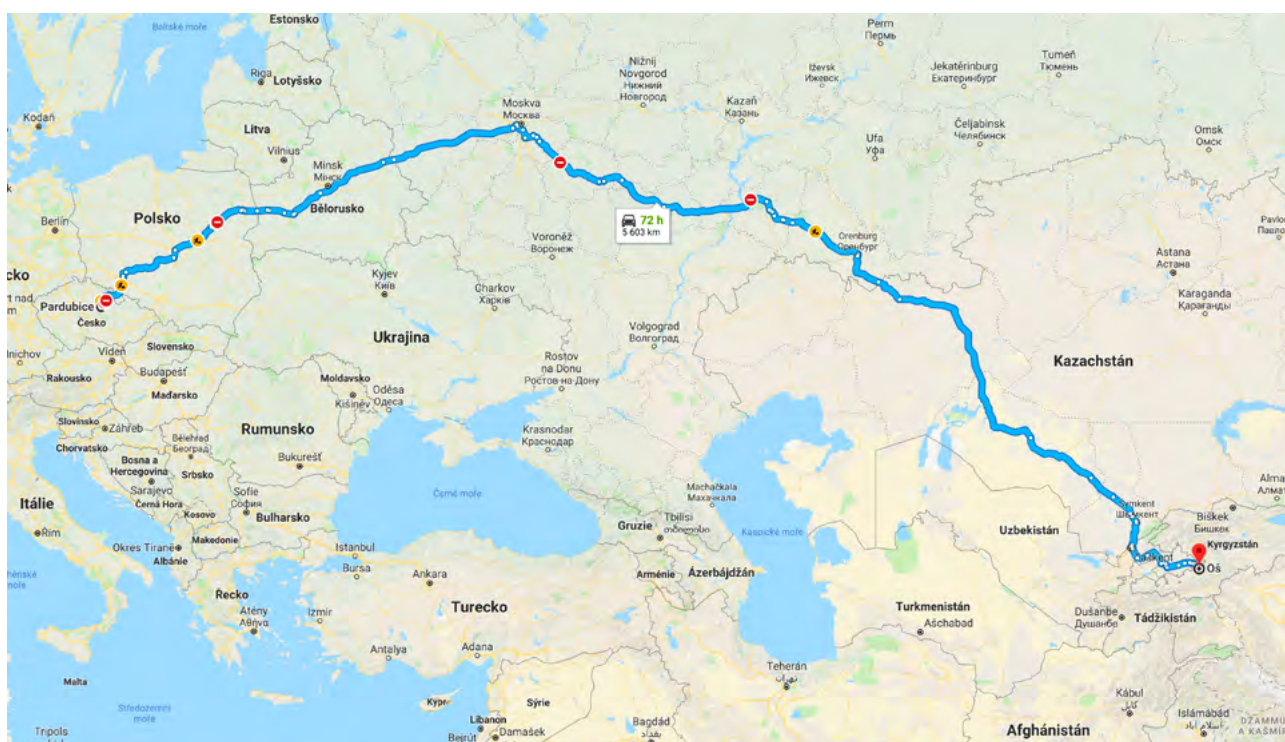 Baltské moře
Estonsko
Perm
Пермь
Riga
Lotyšsko
Nižnij
Novgorod
Нижний
Новгород
Iževsk
Ижевск
Jekatěrinburg
Екатеринбург
Tumeň
Тюмень
Kodaň
Moskva
Москва
Kazaň
Казань
Čeljabinsk
Челябинск
Omsk
Омск
Litva
Vilnius
Ufa
Уфа
Minsk
Мінск
Bělorusko
Berlín
Polsko
72 h
5 603 km
Voroněž
Воронеж
Orenburg
Оренбург
Astana
Астана
Kyjev
Київ
Charkov
Харків
Karaganda
Караганды
Pardubice
Česko
Ukrajina
Volgograd
Волгоград
Kazachstán
Slovensko
Vídeň
Budapešť
Rakousko
Maďarsko
Moldavsko
Kišiněv
Oděsa
Одеса
Rostov
na Donu
Ростов-на-Дону
Slovinsko
Záhřeb
Chorvatsko
Rumunsko
Krasnodar
Краснодар
Bosna a
Hercegovina
Bělehrad
Београд
Srbsko
Bukurešť
Sarajevo
Černá Hora
Kosovo
Sofie
София
Bulharsko
Černé moře
Machačkala
Махачкала
Itálie
Řím
Makedonie
Okres Tirané
Albánie
Gruzie
Tbilisi
თბილისი
Kaspické moře
Uzbekistán
Biškek
Бишкек
Kyrgyzstán
Oš
Istanbul
Bursa
Ankara
Arménie
Ázerbájdžán
Řecko
Atény
Αθήνα
Izmir
Turecko
Turkmenistán
Ašchabad
Dušanbe
Душанбе
Tádžikistán
Antalya
Adana
Teherán
تهران
Malta
Středozemní
moře
Kypr
Sýrie
Kábul
کابل
Islámábád
Tripolis
Libanon
Bejrút
Damašek
Bagdád
بغداد
Afghánistán